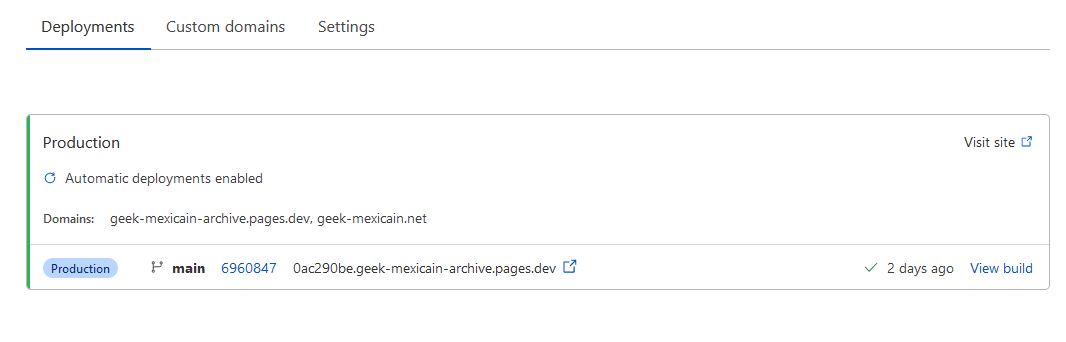 Deployments Custom domains Settings
Production Visit site
Automatic deployments enabled
Domains: geek-mexicain-archive.pages.dev, geek-mexicain.net
Production main 6960847 0ac290be.geek-mexicain-archive.pages.dev 2 days ago View build